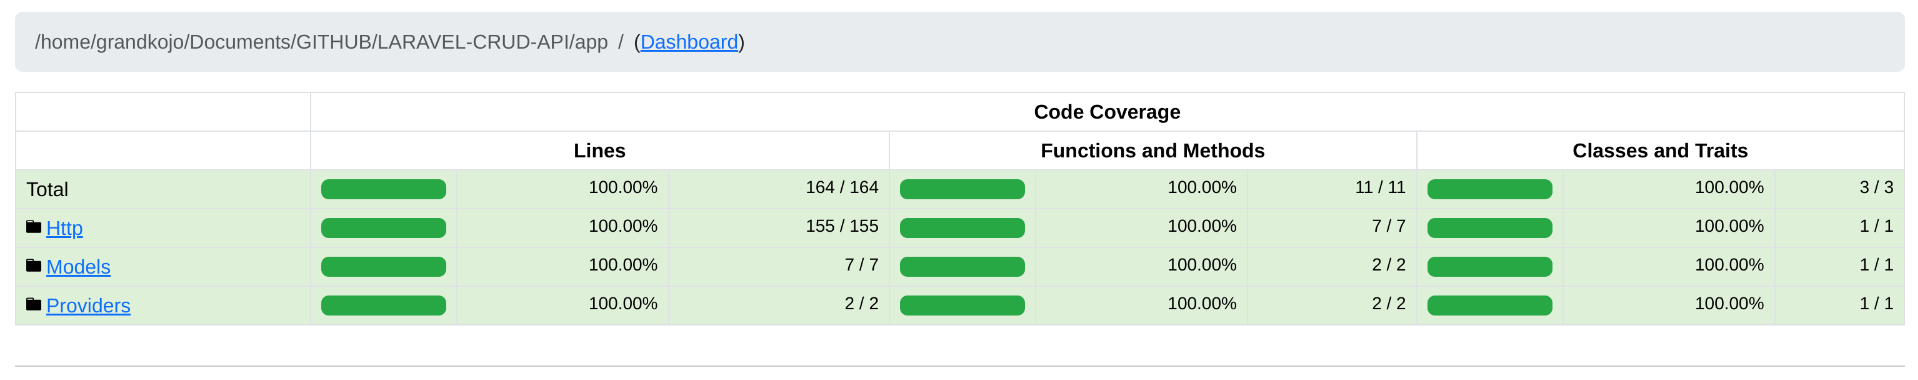 /home/grandkojo/Documents/GITHUB/LARAVEL-CRUD-API/app / (Dashboard)
Code Coverage
Lines Functions and Methods Classes and Traits
Total 100.00% 164 / 164 100.00% 11 / 11 100.00% 3 / 3
Http 100.00% 155 / 155 100.00% 7 / 7 100.00% 1 / 1
Models 100.00% 7 / 7 100.00% 2 / 2 100.00% 1 / 1
Providers 100.00% 2 / 2 100.00% 2 / 2 100.00% 1 / 1